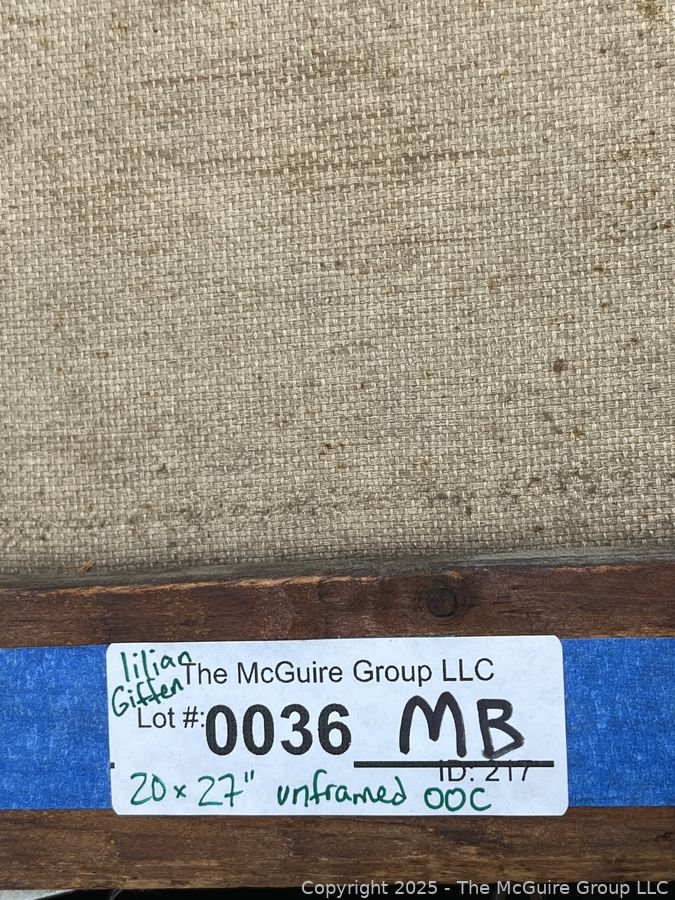 lilian
Giffen
The McGuire Group LLC
Lot #: 0036 MB
ID: 217
20 x 27" unframed OOC
Copyright 2025 - The McGuire Group LLC